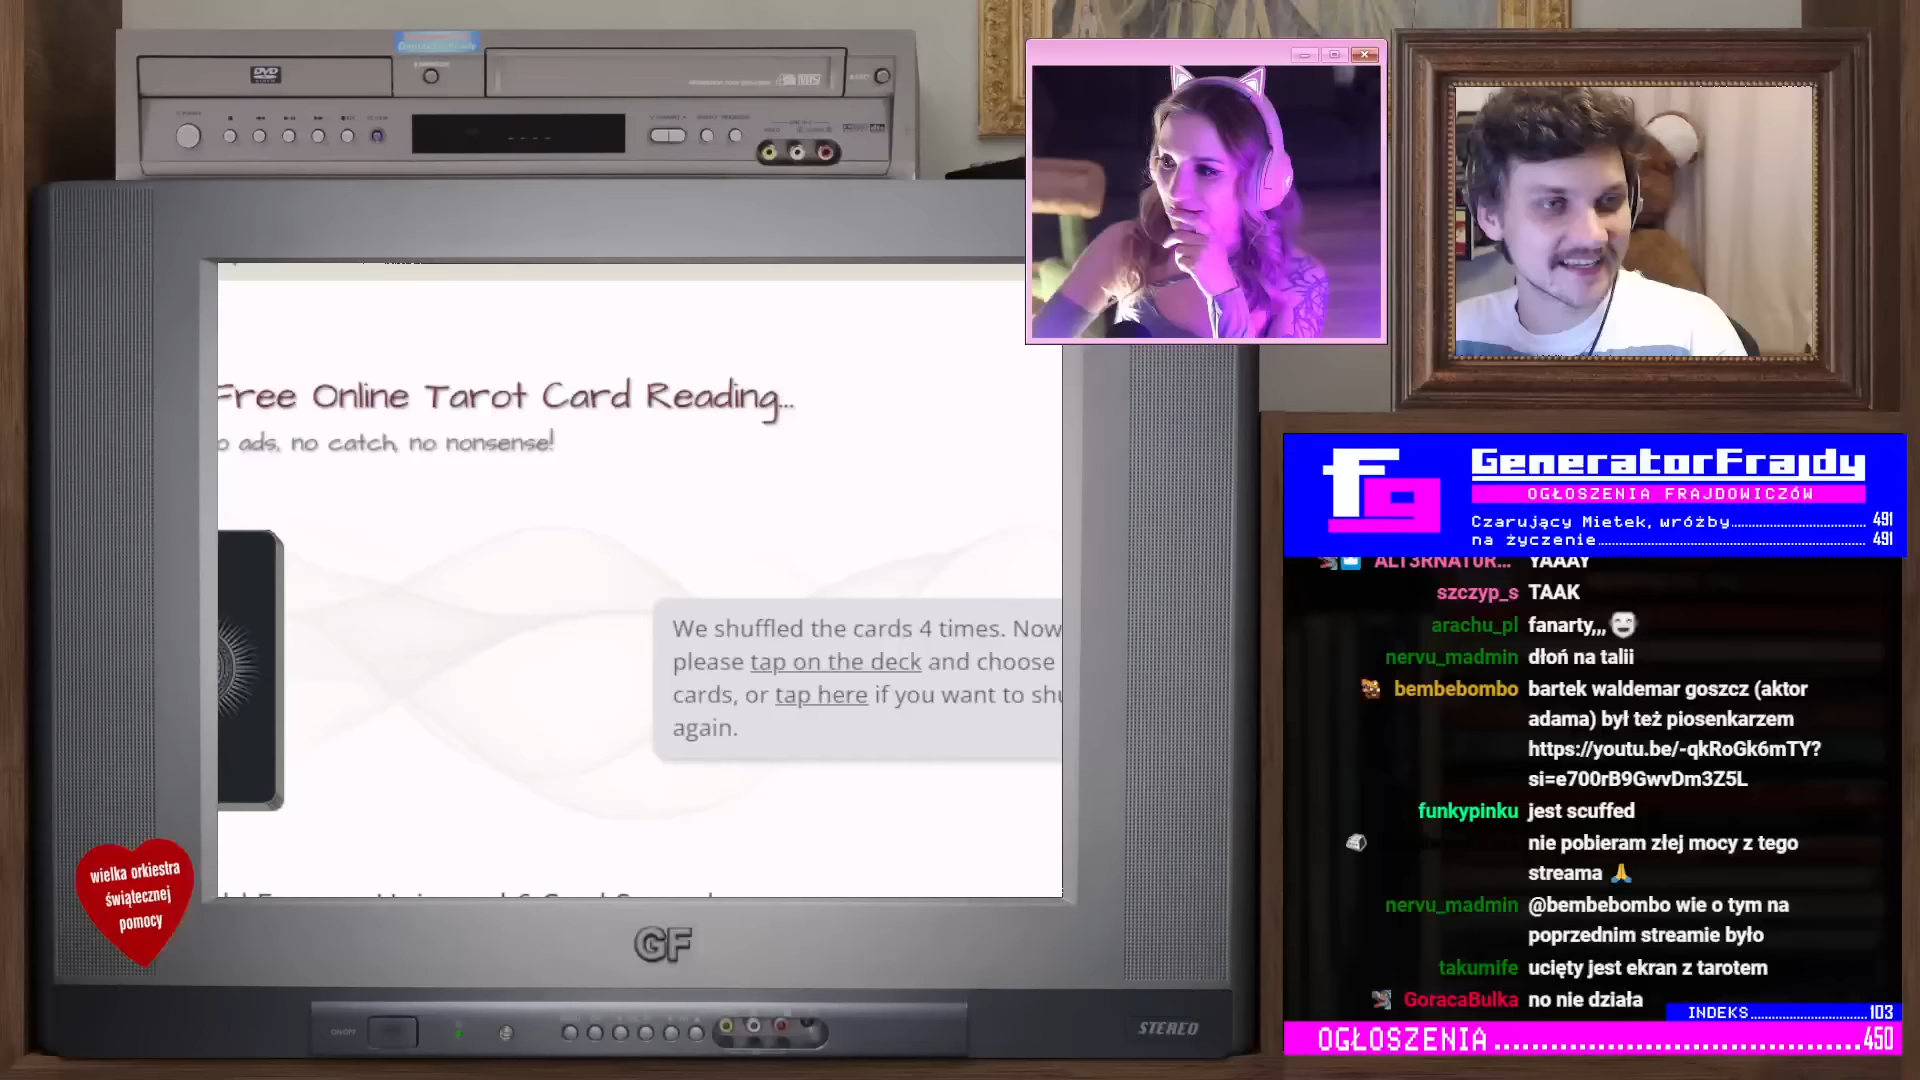 DVD
Free Online Tarot Card Reading...
o ads, no catch, no nonsense!
We shuffled the cards 4 times. Now
please tap on the deck and choose
cards, or tap here if you want to shu
again.
wielka orkiestra
świątecznej
pomocy
GF
STEREO
fg
GeneratorFrajdy
OGŁOSZENIA FRAJDOWICZÓW
Czarujący Mietek, wróżby 491
na życzenie 491
ALT3RNATUR... YAAAY
szczyp_s TAAK
arachu_pl fanarty,,,
nervu_madmin dłoń na talii
bembebombo bartek waldemar goszcz (aktor
adama) był też piosenkarzem
https://youtu.be/-qkRoGk6mTY?
si=e700rB9GwvDm3Z5L
funkypinku jest scuffed
nie pobieram złej mocy z tego
streama 🙏
nervu_madmin @bembebombo wie o tym na
poprzednim streamie było
takumife ucięty jest ekran z tarotem
GoracaBulka no nie działa
INDEKS 103
OGŁOSZENIA 450